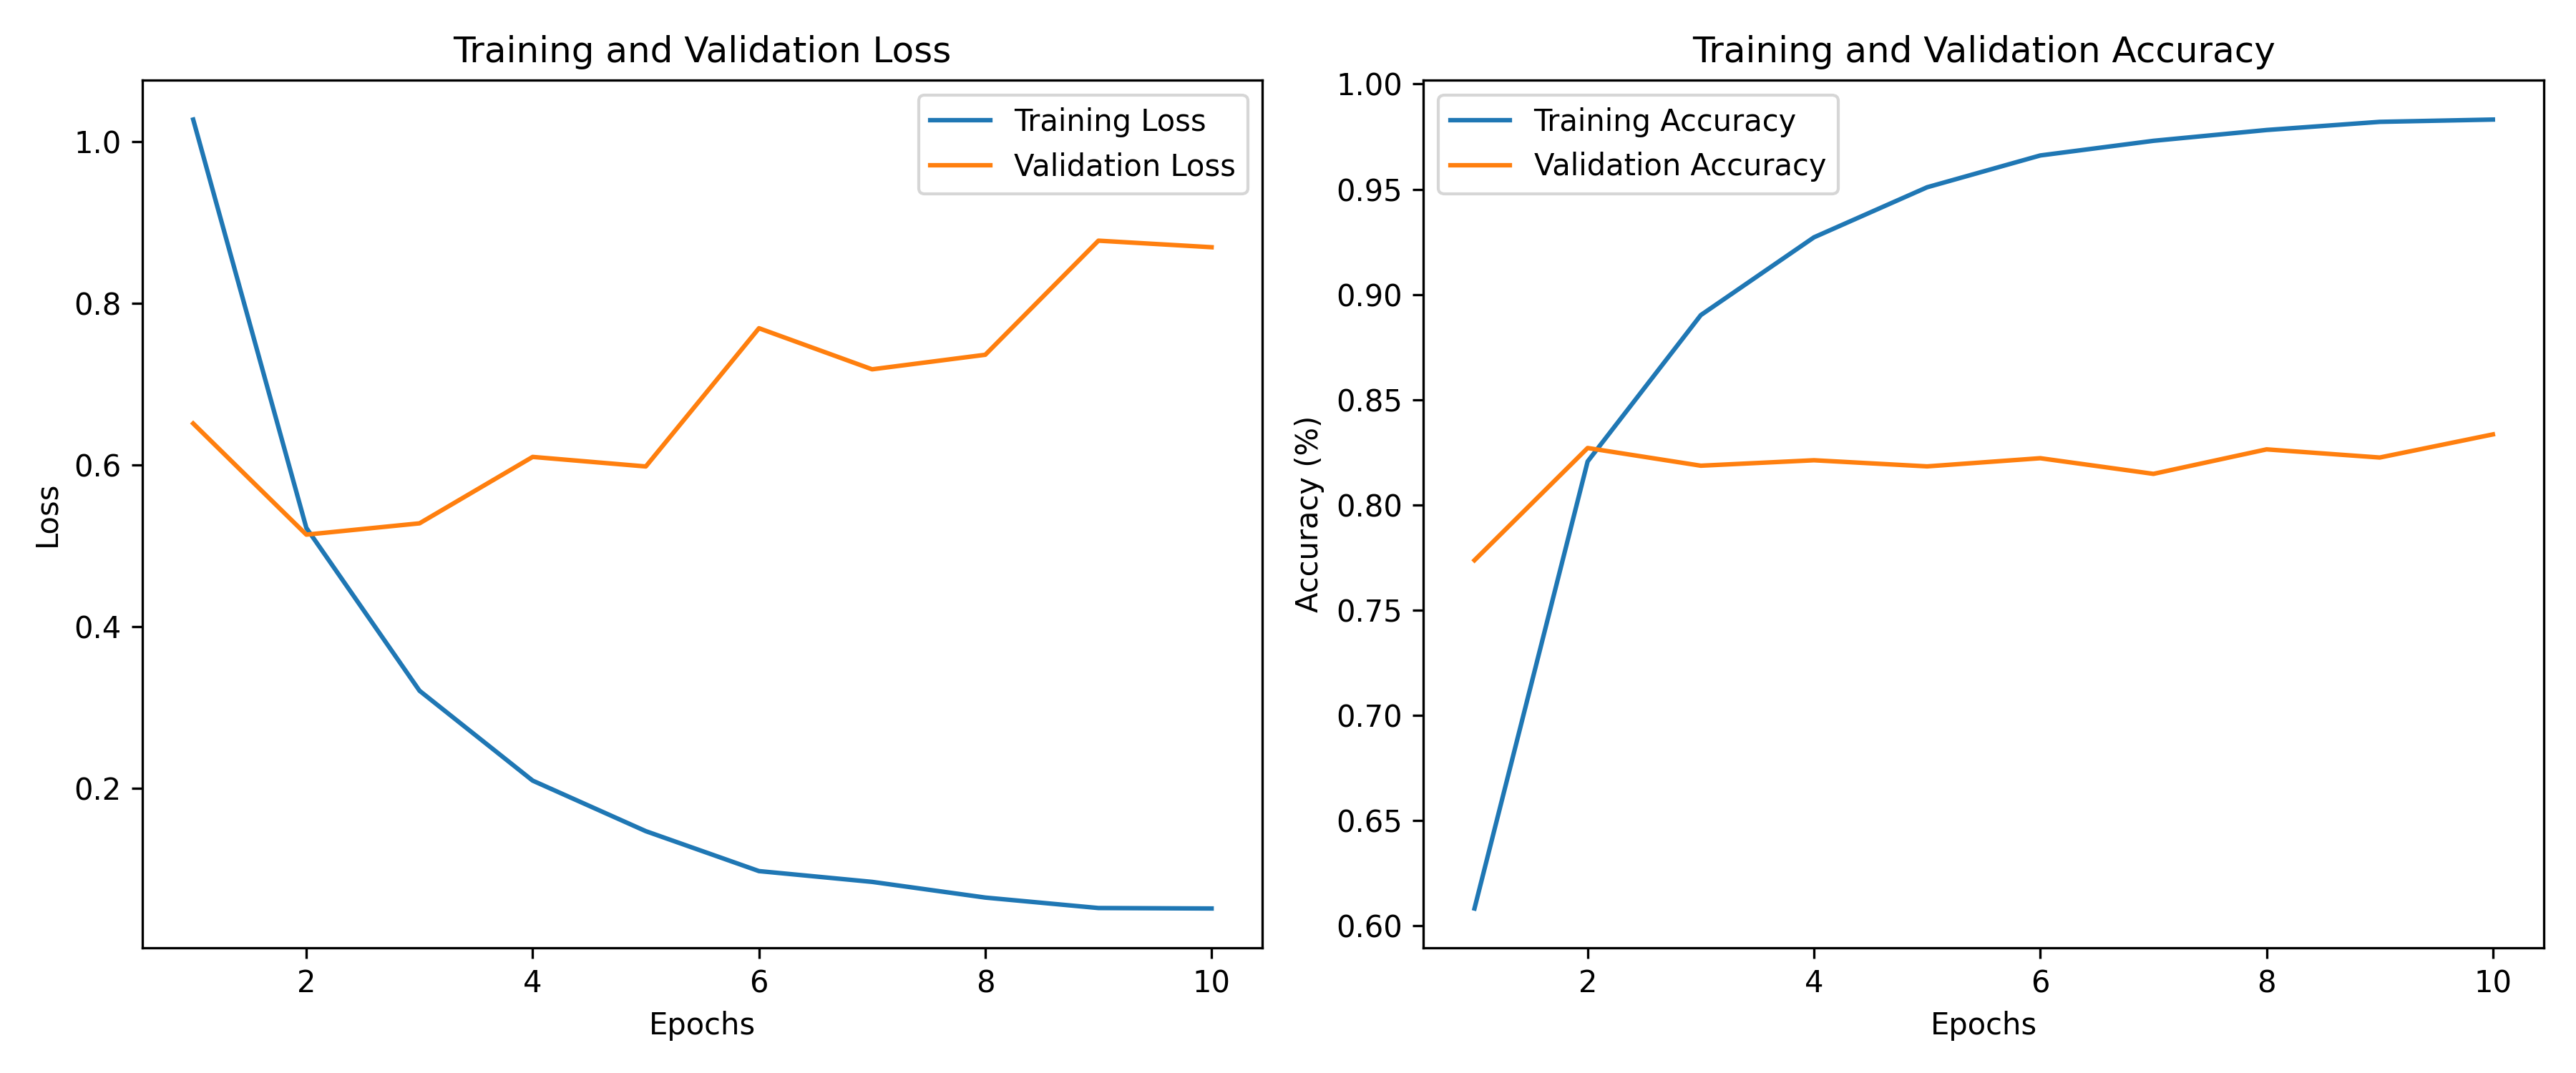 Training and Validation Loss
Training Loss
Validation Loss
1.0
0.8
0.6
0.4
0.2
Loss
2 4 6 8 10
Epochs
Training and Validation Accuracy
Training Accuracy
Validation Accuracy
1.00
0.95
0.90
0.85
0.80
0.75
0.70
0.65
0.60
Accuracy (%)
2 4 6 8 10
Epochs